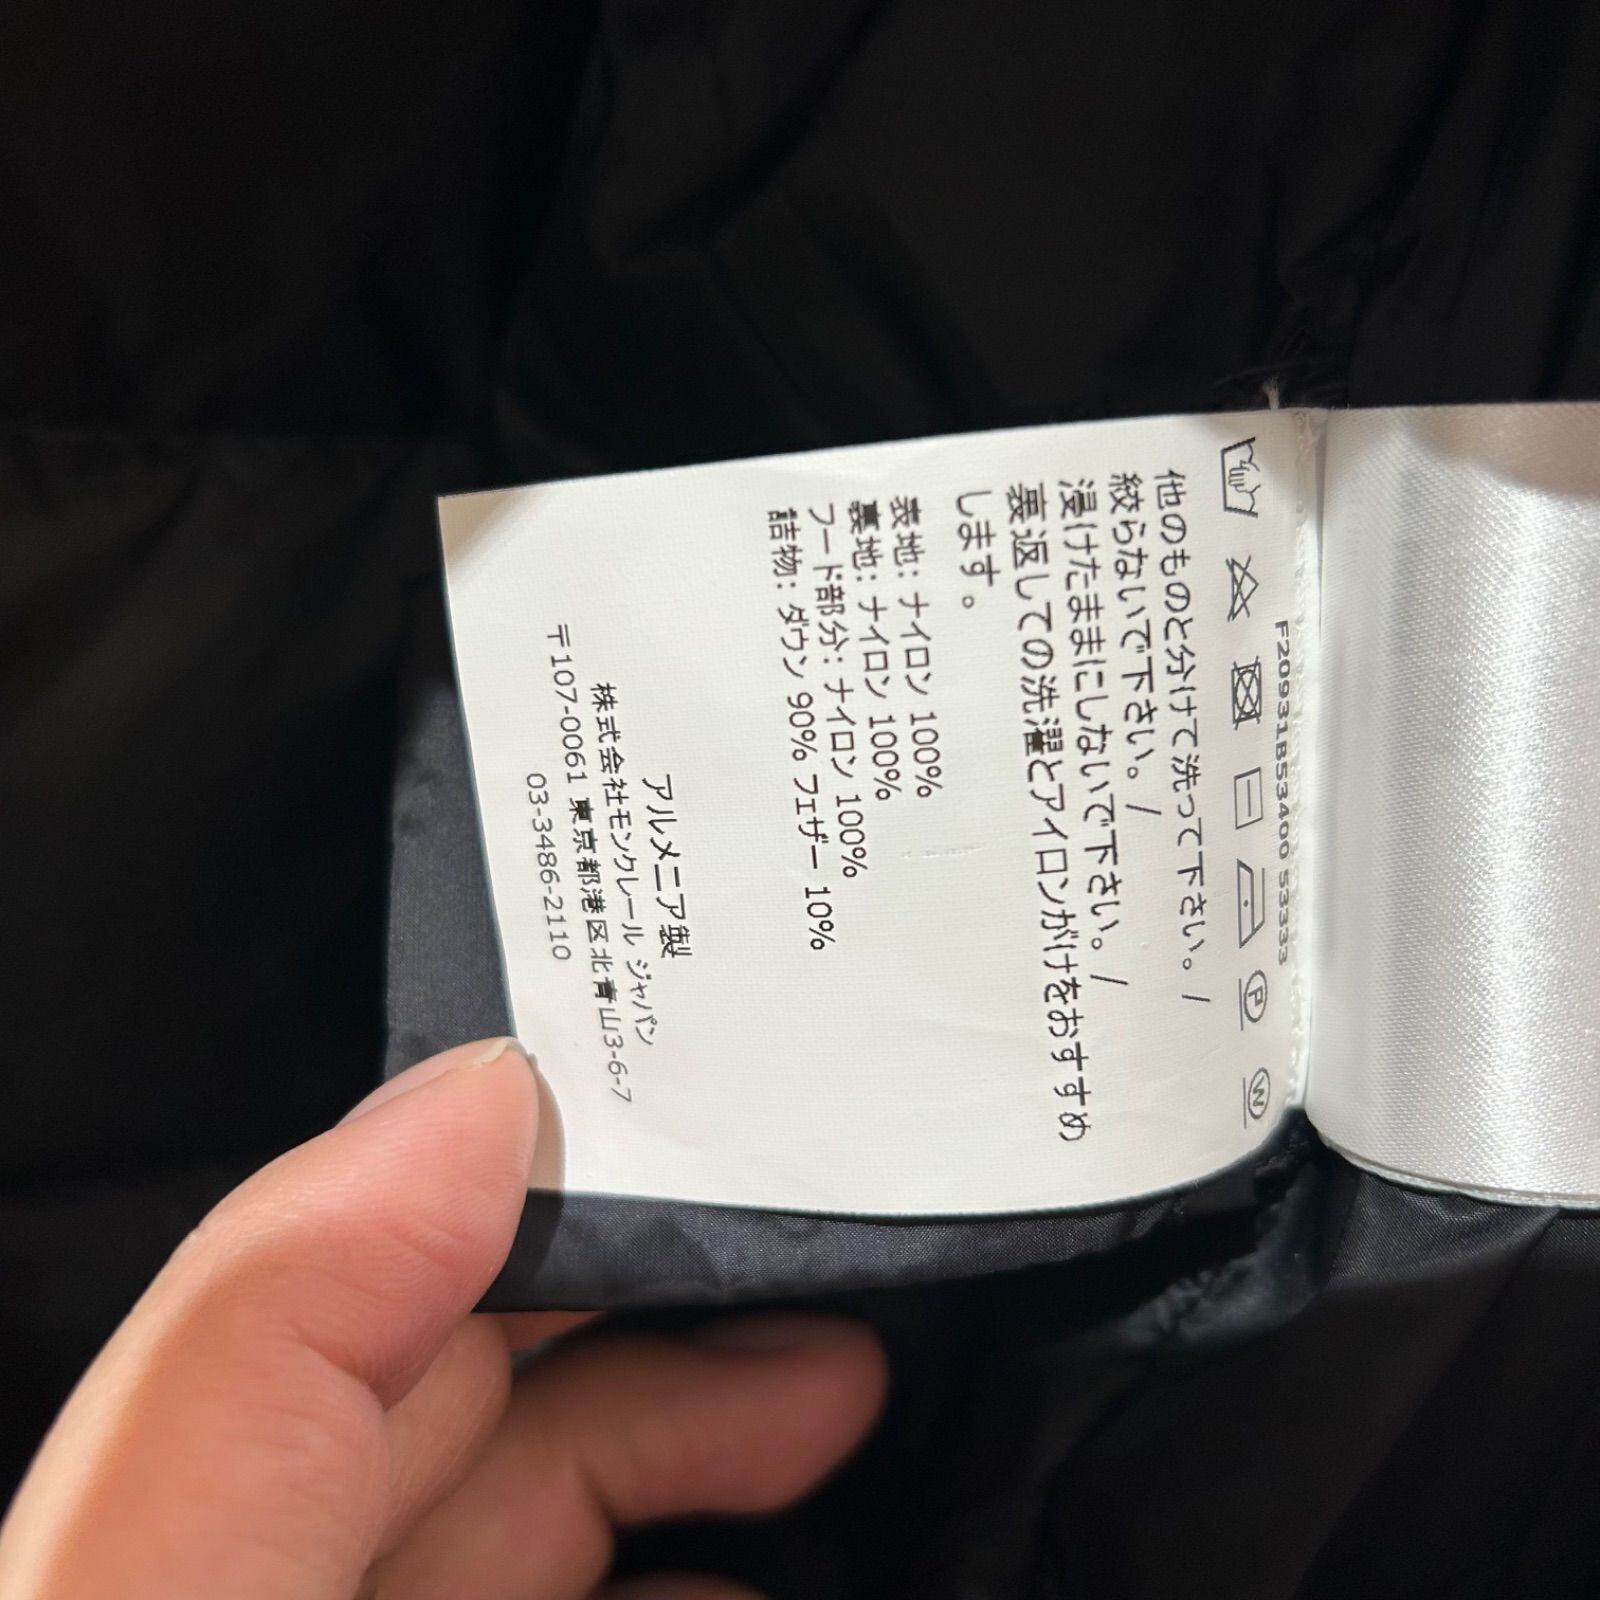 F20931B53400 53333
P
W
他のものと分けて洗って下さい。/
絞らないで下さい。/
浸けたままにしないで下さい。/
裏返しての洗濯とアイロンがけをおすすめ
します。
表地: ナイロン 100%
裏地: ナイロン 100%
フード部分: ナイロン 100%
詰物: ダウン 90% フェザー 10%
アルメニア製
株式会社モンクレール ジャパン
〒107-0061 東京都港区北青山3-6-7
03-3486-2110